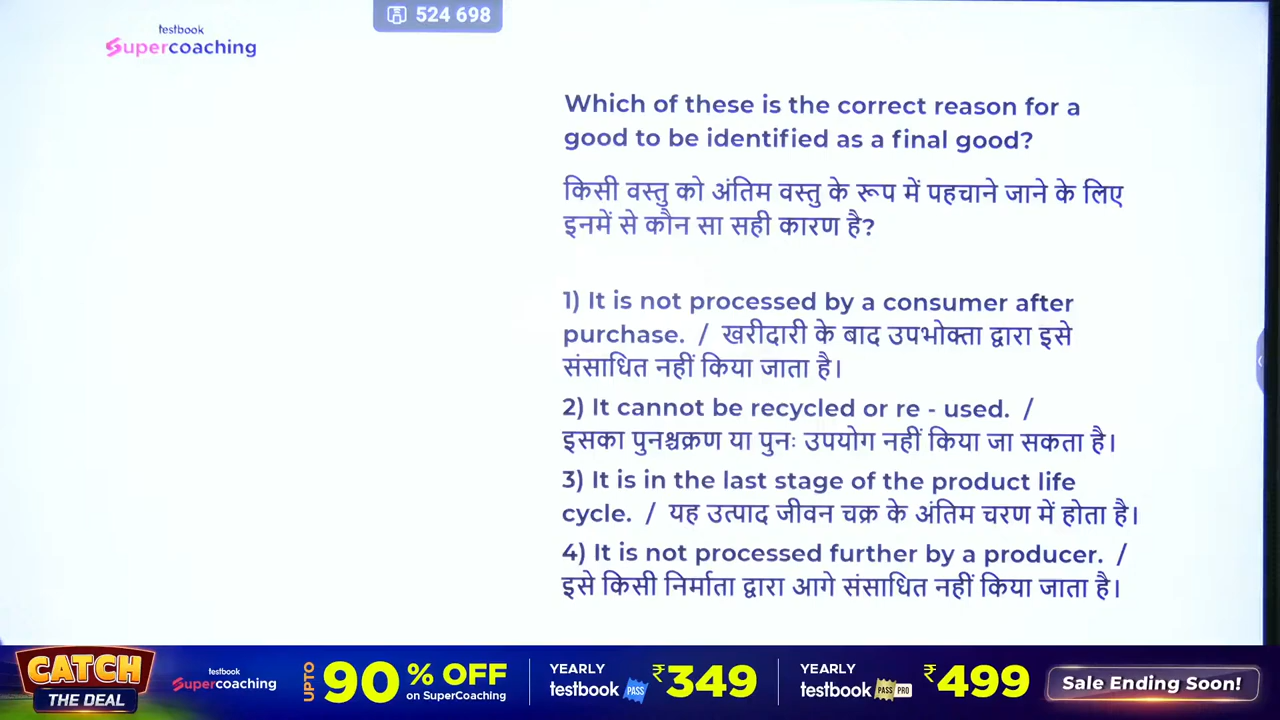 524 698
testbook
Supercoaching
Which of these is the correct reason for a
good to be identified as a final good?
किसी वस्तु को अंतिम वस्तु के रूप में पहचाने जाने के लिए
इनमें से कौन सा सही कारण है?
1) It is not processed by a consumer after
purchase. / खरीदारी के बाद उपभोक्ता द्वारा इसे
संसाधित नहीं किया जाता है।
2) It cannot be recycled or re - used. /
इसका पुनश्चक्रण या पुनः उपयोग नहीं किया जा सकता है।
3) It is in the last stage of the product life
cycle. / यह उत्पाद जीवन चक्र के अंतिम चरण में होता है।
4) It is not processed further by a producer. /
इसे किसी निर्माता द्वारा आगे संसाधित नहीं किया जाता है।
CATCH
THE DEAL
testbook
Supercoaching
UPTO
90% OFF
on SuperCoaching
YEARLY
testbook PASS
₹349
YEARLY
testbook PASS PRO
₹499
Sale Ending Soon!